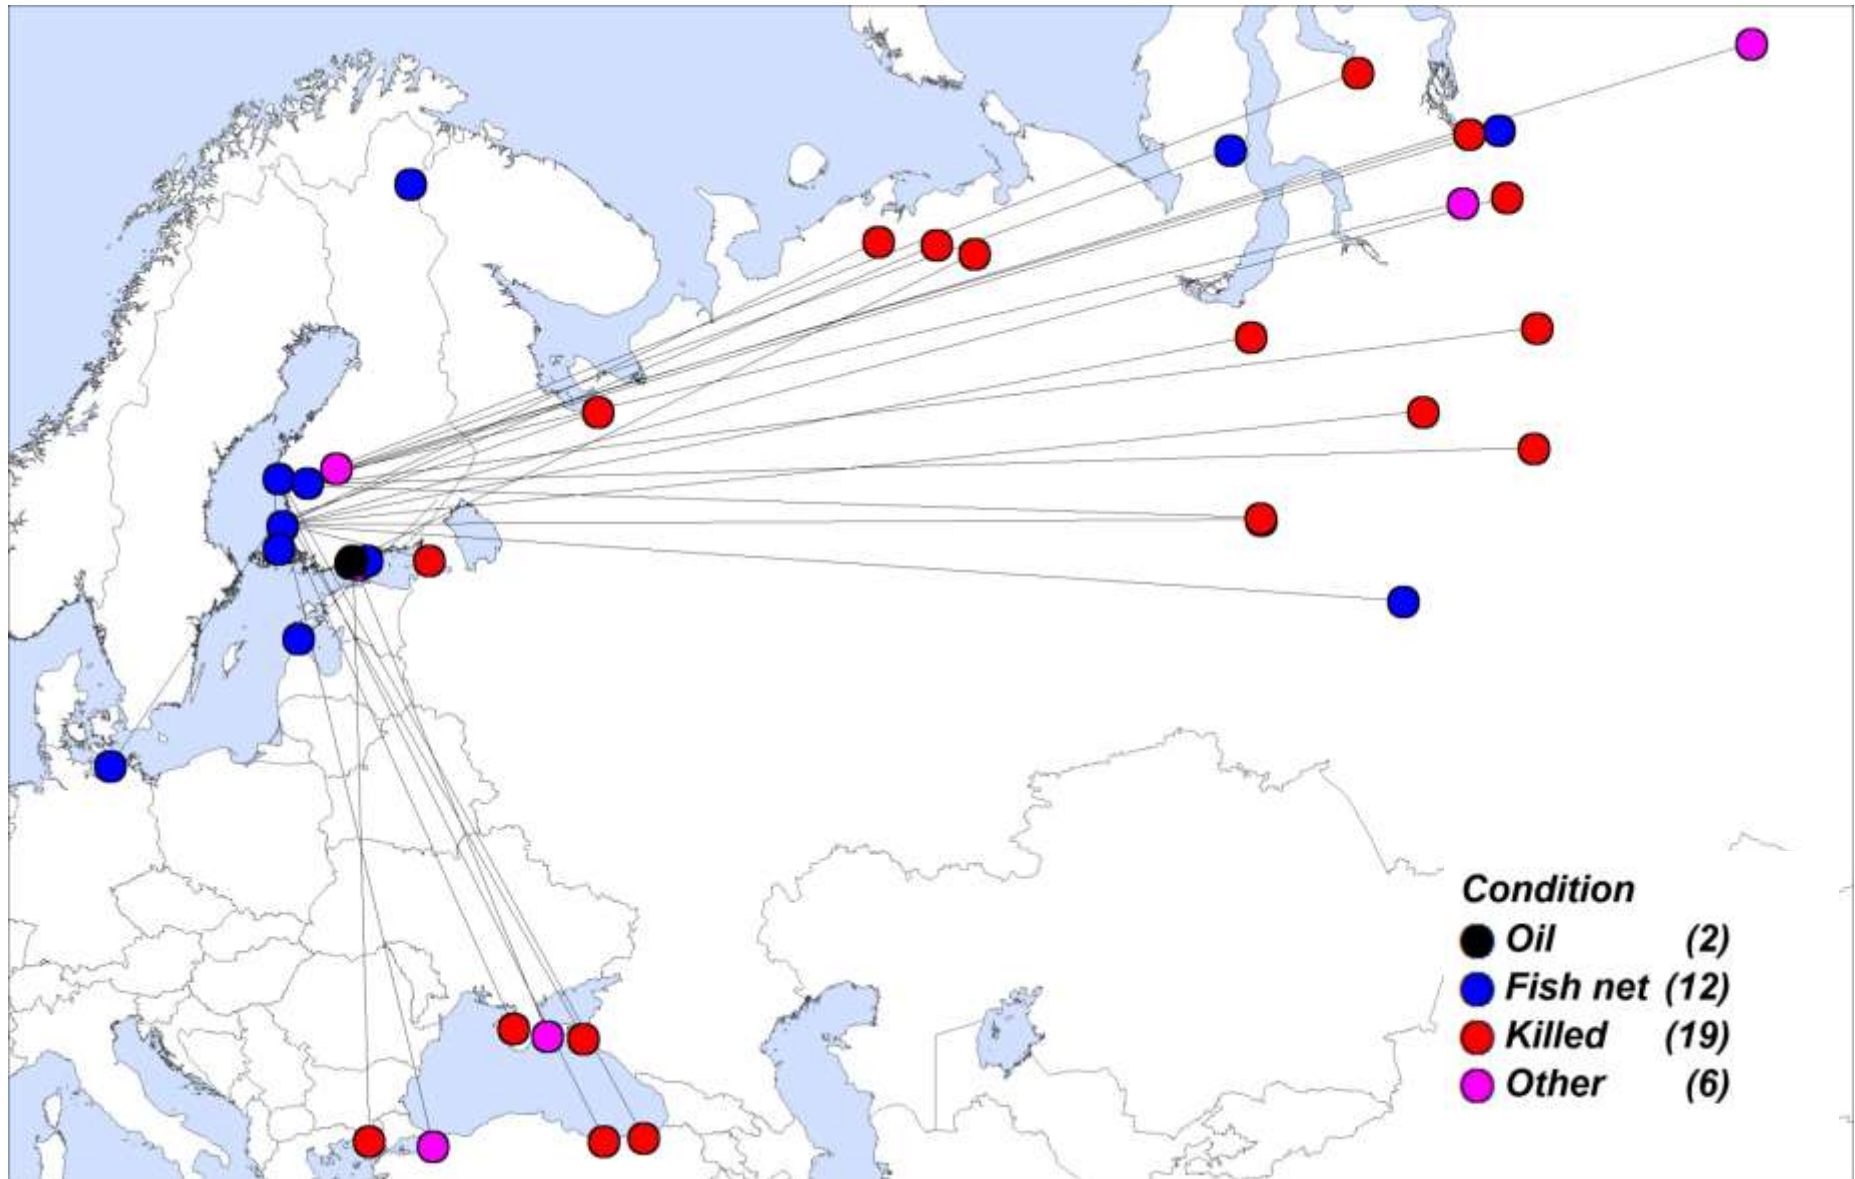 Condition
Oil (2)
Fish net (12)
Killed (19)
Other (6)